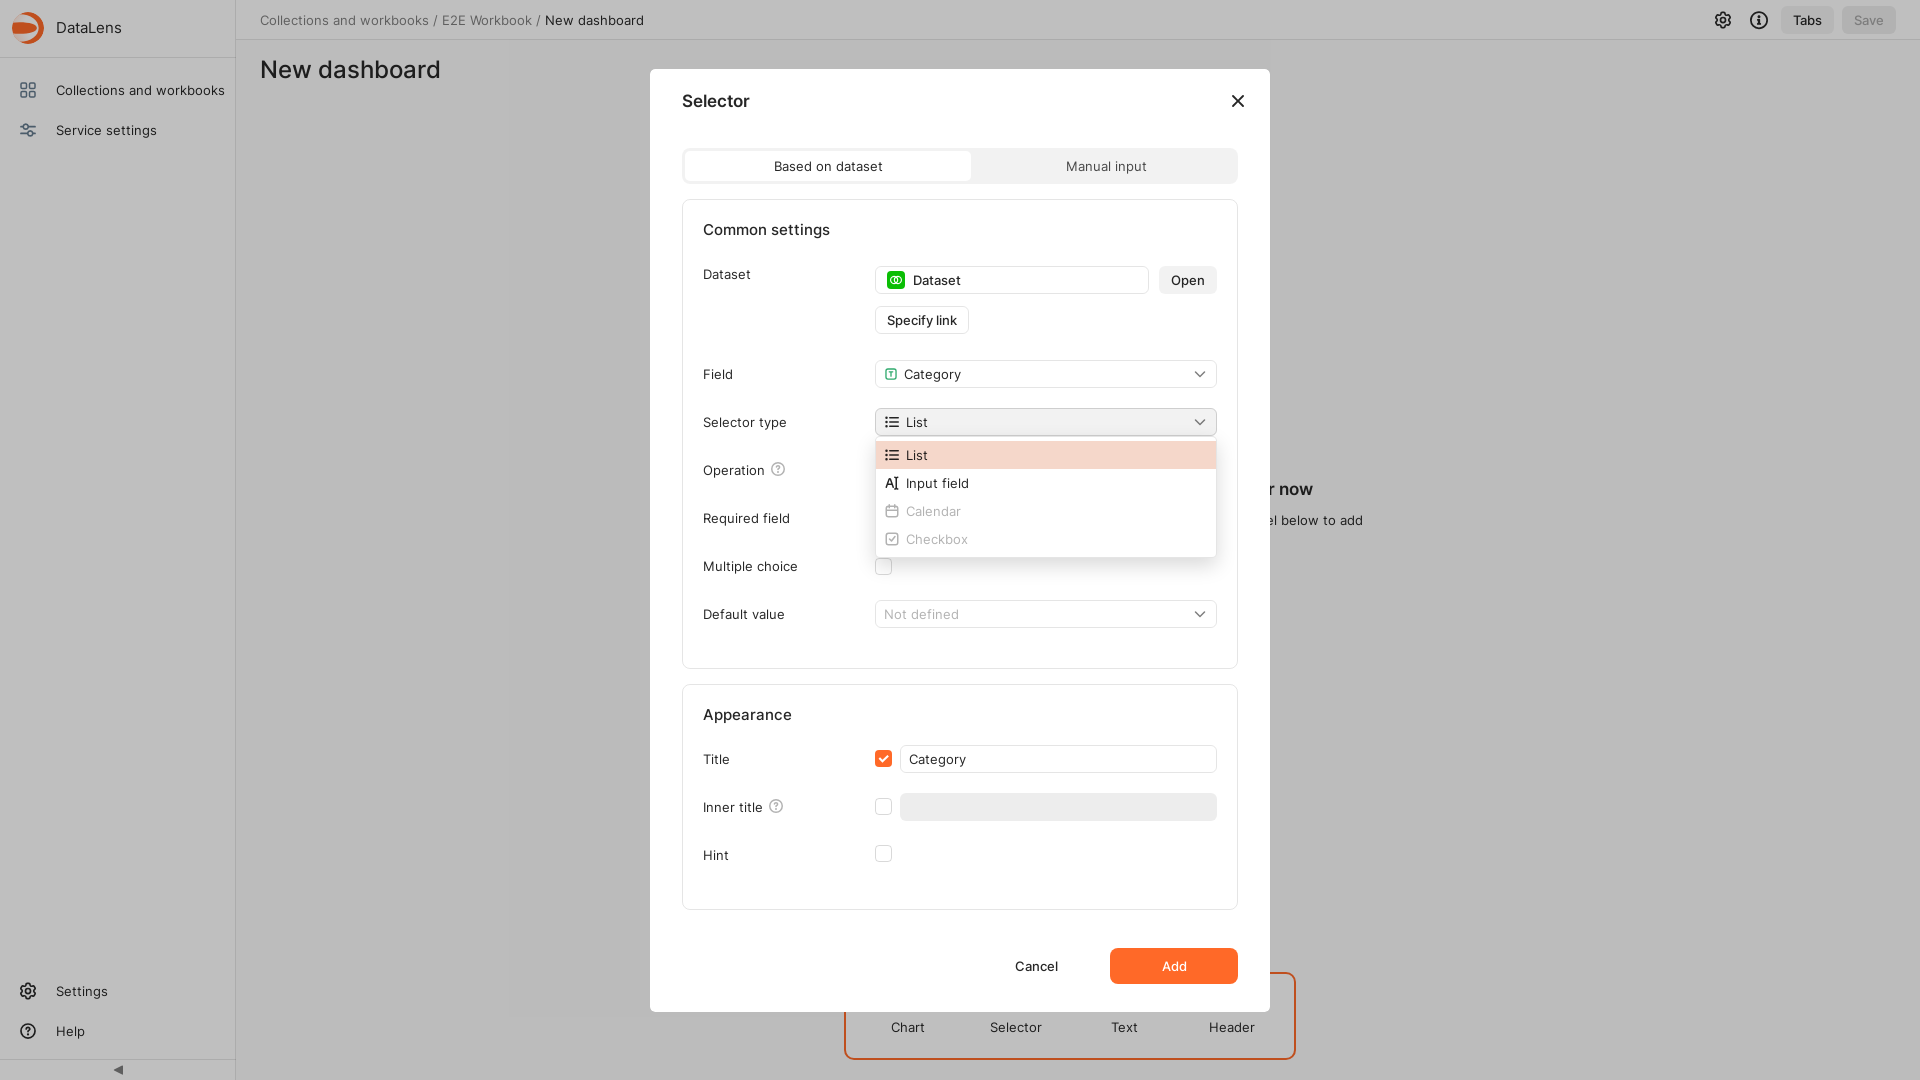 DataLens
Collections and workbooks / E2E Workbook / New dashboard
Tabs
Save
Collections and workbooks
Service settings
New dashboard
Selector
Based on dataset
Manual input
Common settings
Dataset
Dataset
Open
Specify link
Field
Category
Selector type
List
List
Operation
Input field
Calendar
Required field
Checkbox
Multiple choice
Default value
Not defined
now
below to add
Appearance
Title
Category
Inner title
Hint
Cancel
Add
Chart
Selector
Text
Header
Settings
Help